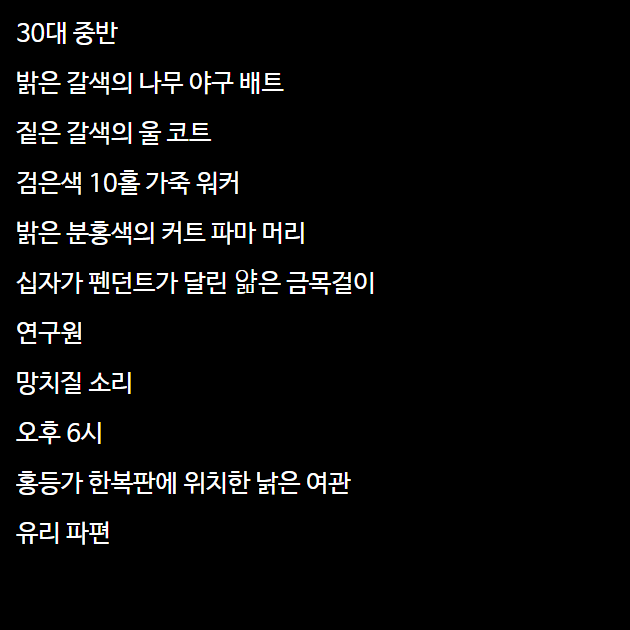 30대 중반
밝은 갈색의 나무 야구 배트
짙은 갈색의 울 코트
검은색 10홀 가죽 워커
밝은 분홍색의 커트 파마 머리
십자가 펜던트가 달린 얆은 금목걸이
연구원
망치질 소리
오후 6시
홍등가 한복판에 위치한 낡은 여관
유리 파편